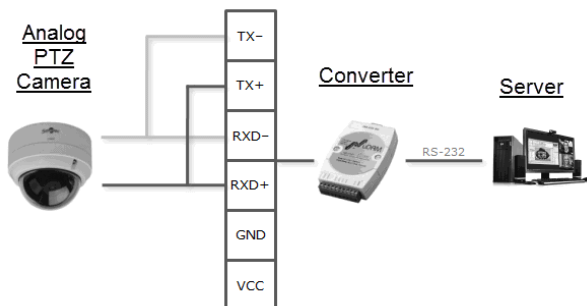 Analog
PTZ
Camera
TX-
TX+
RXD-
RXD+
GND
VCC
Converter
RS-232
Server